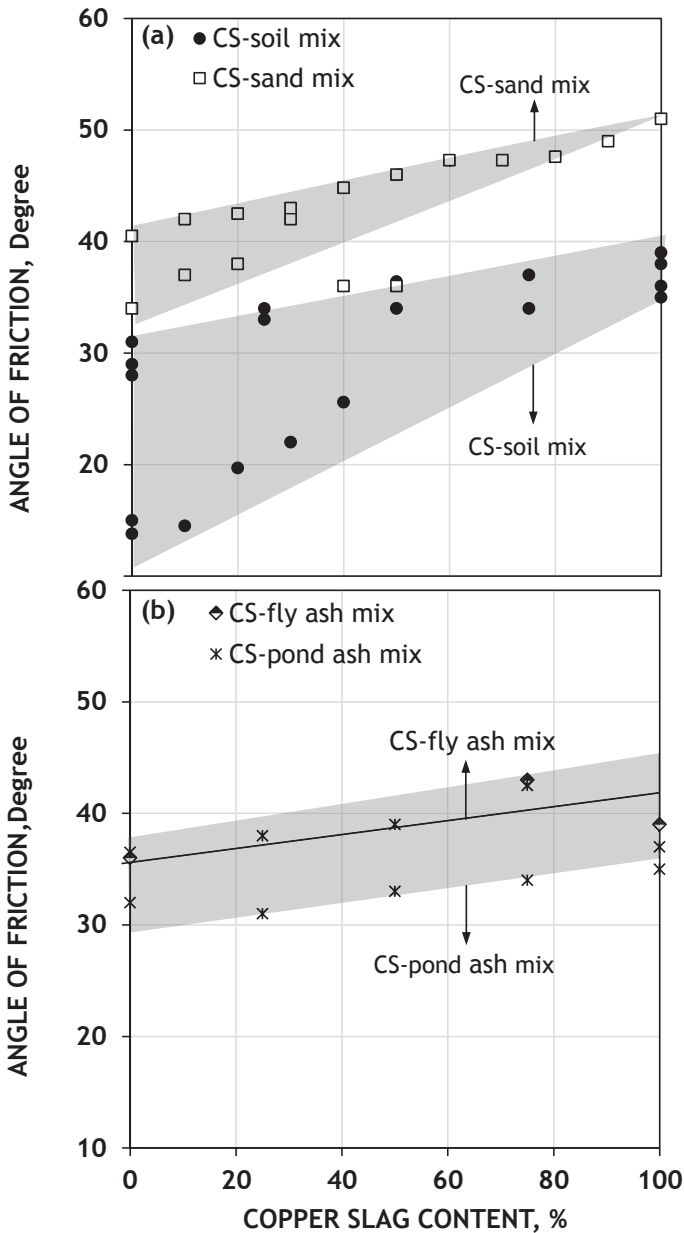 60
(a)
CS-soil mix
CS-sand mix
CS-sand mix
50
40
30
20
CS-soil mix
ANGLE OF FRICTION, Degree
60
(b)
CS-fly ash mix
CS-pond ash mix
50
CS-fly ash mix
40
30
CS-pond ash mix
20
10
ANGLE OF FRICTION,Degree
0 20 40 60 80 100
COPPER SLAG CONTENT, %